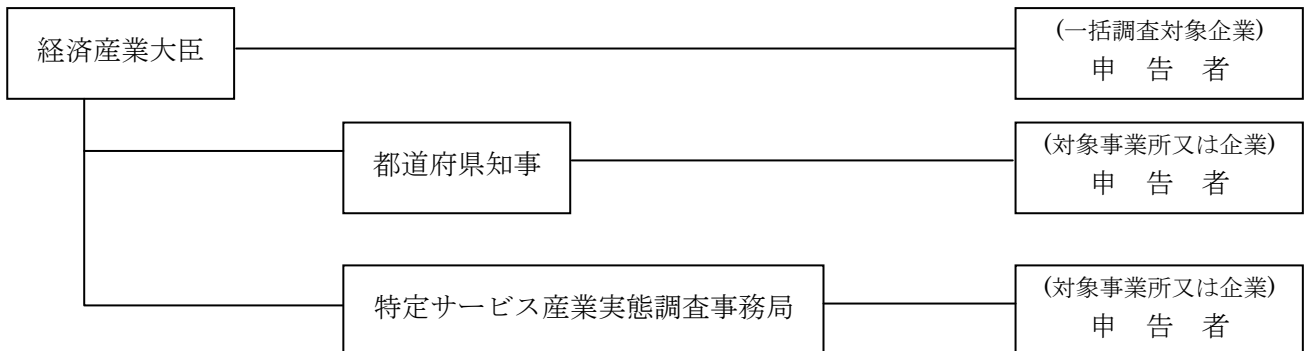 経済産業大臣
(一括調査対象企業)
申 告 者
都道府県知事
(対象事業所又は企業)
申 告 者
特定サービス産業実態調査事務局
(対象事業所又は企業)
申 告 者